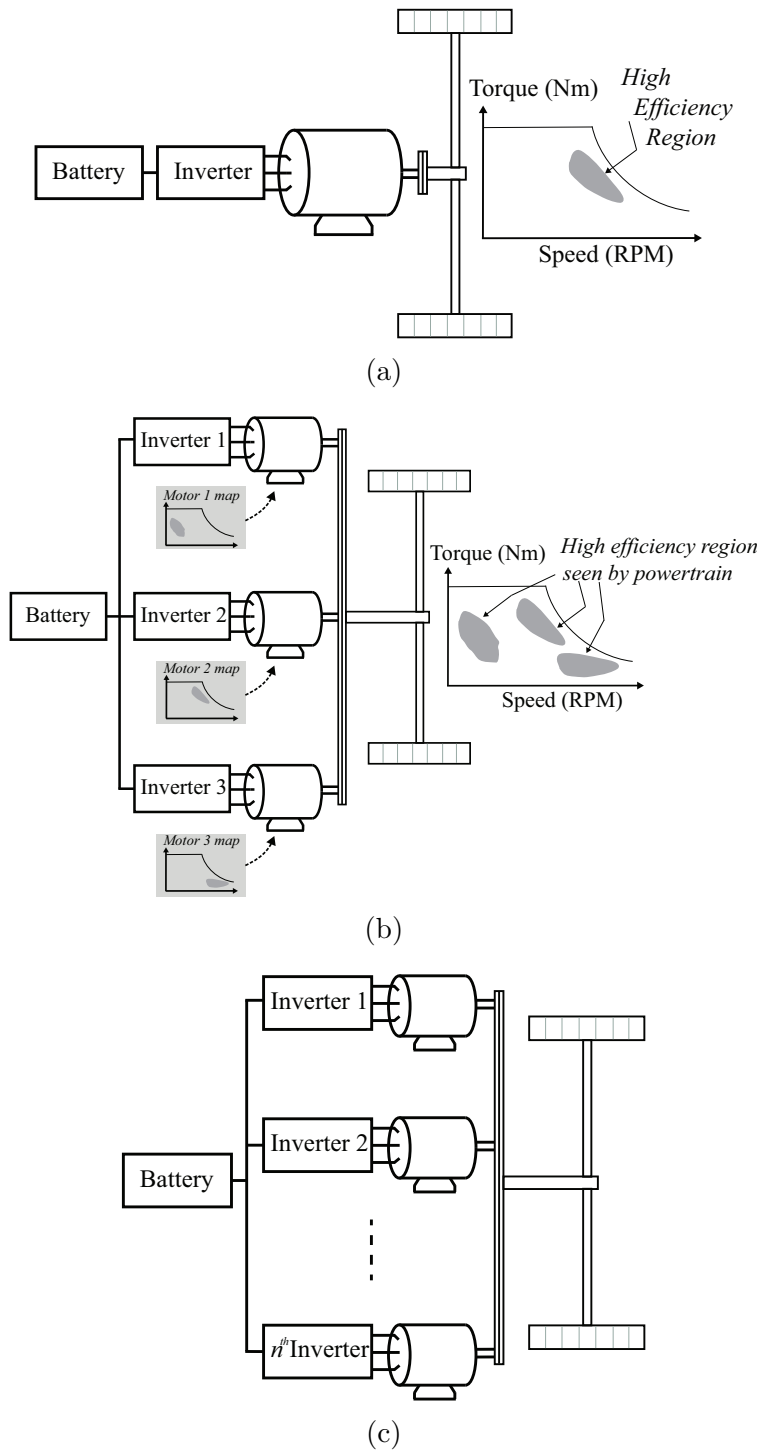 Torque (Nm)
High
Efficiency
Region
Battery
Inverter
Speed (RPM)
(a)
Inverter 1
Motor 1 map
Torque (Nm)
High efficiency region
seen by powertrain
Battery
Inverter 2
Motor 2 map
Speed (RPM)
Inverter 3
Motor 3 map
(b)
Inverter 1
Inverter 2
Battery
nth Inverter
(c)